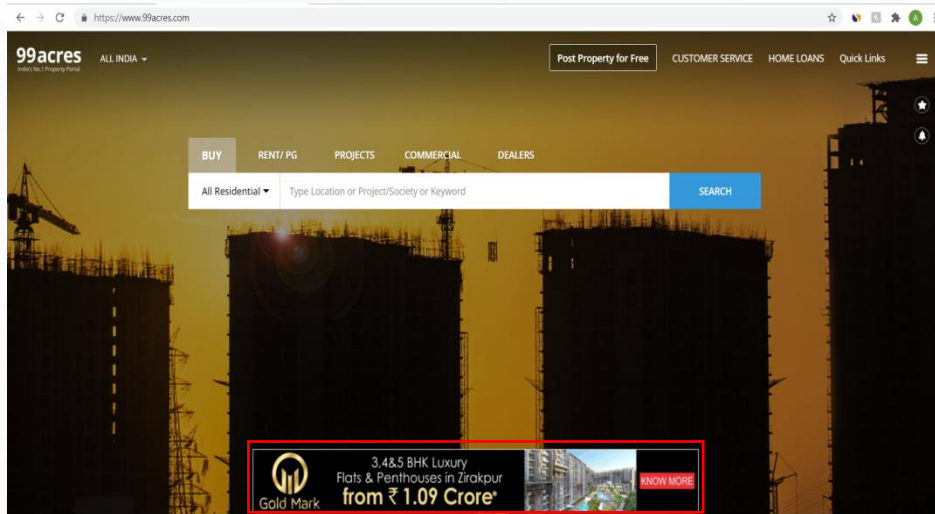 https://www.99acres.com
A
99acres
India's No.1 Property Portal
ALL INDIA
Post Property for Free
CUSTOMER SERVICE
HOME LOANS
Quick Links
BUY
RENT/ PG
PROJECTS
COMMERCIAL
DEALERS
All Residential
Type Location or Project/Society or Keyword
SEARCH
Gold Mark
3,4&5 BHK Luxury
Flats & Penthouses in Zirakpur
from ₹ 1.09 Crore*
KNOW MORE